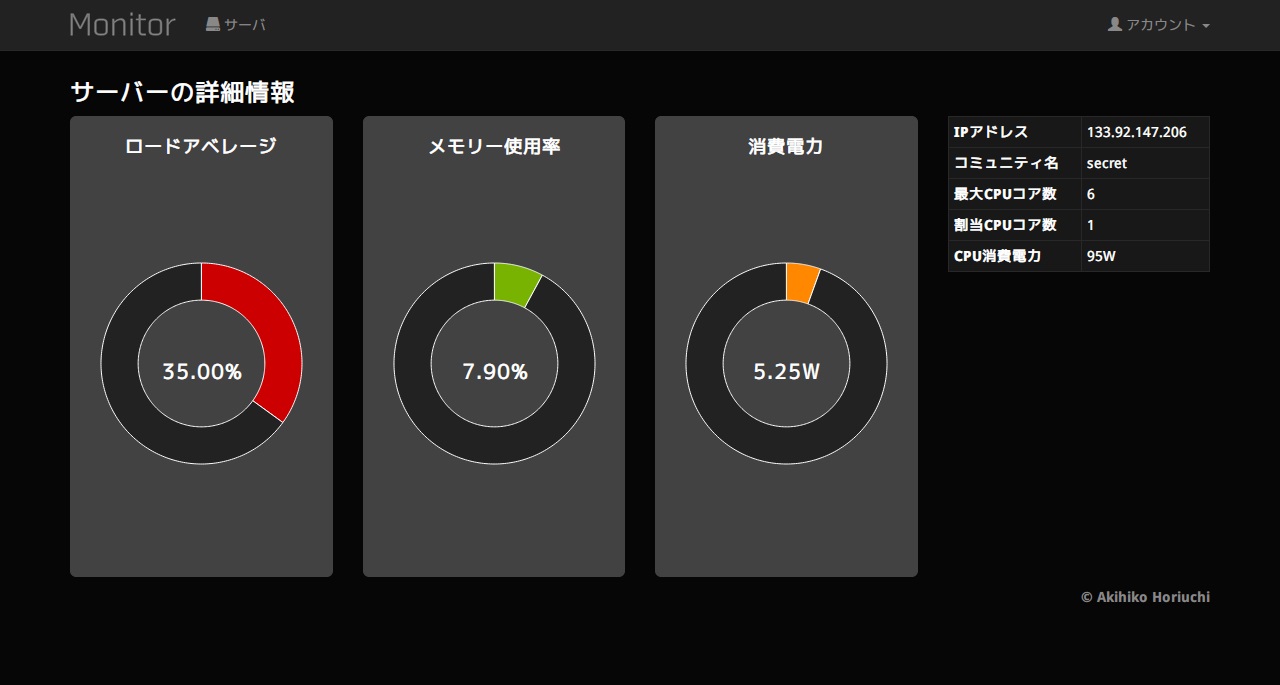 Monitor サーバ アカウント
サーバーの詳細情報
ロードアベレージ
35.00%
メモリー使用率
7.90%
消費電力
5.25W
IPアドレス 133.92.147.206
コミュニティ名 secret
最大CPUコア数 6
割当CPUコア数 1
CPU消費電力 95W
© Akihiko Horiuchi